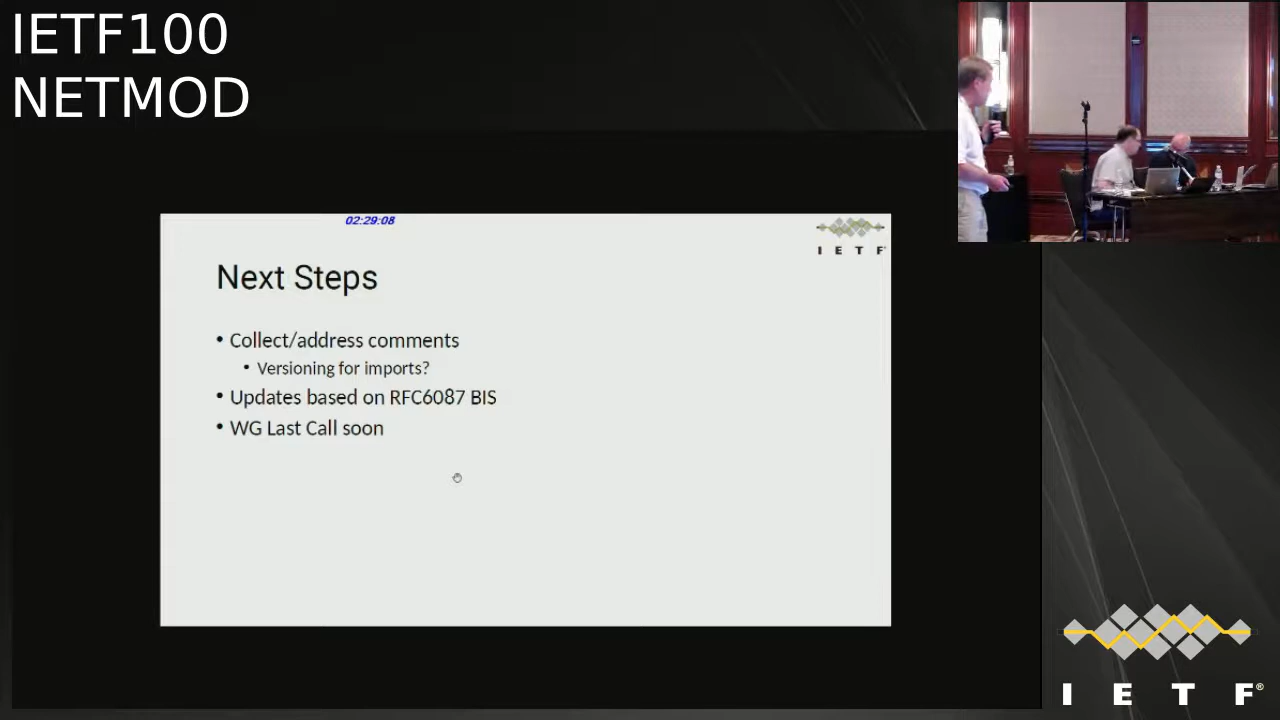 IETF100
NETMOD
02:29:08
I E T F
Next Steps
• Collect/address comments
• Versioning for imports?
• Updates based on RFC6087 BIS
• WG Last Call soon
I E T F®